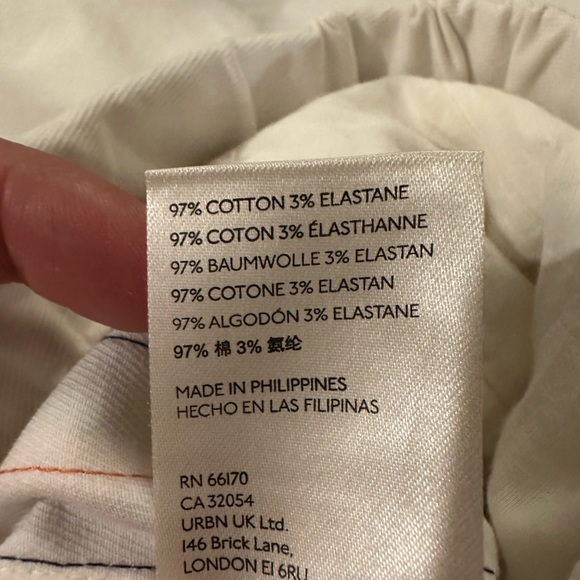 97% COTTON 3% ELASTANE
97% COTON 3% ÉLASTHANNE
97% BAUMWOLLE 3% ELASTAN
97% COTONE 3% ELASTAN
97% ALGODÓN 3% ELASTANE
97% 棉 3% 氨纶
MADE IN PHILIPPINES
HECHO EN LAS FILIPINAS
RN 66170
CA 32054
URBN UK Ltd.
146 Brick Lane,
LONDON E1 6RU